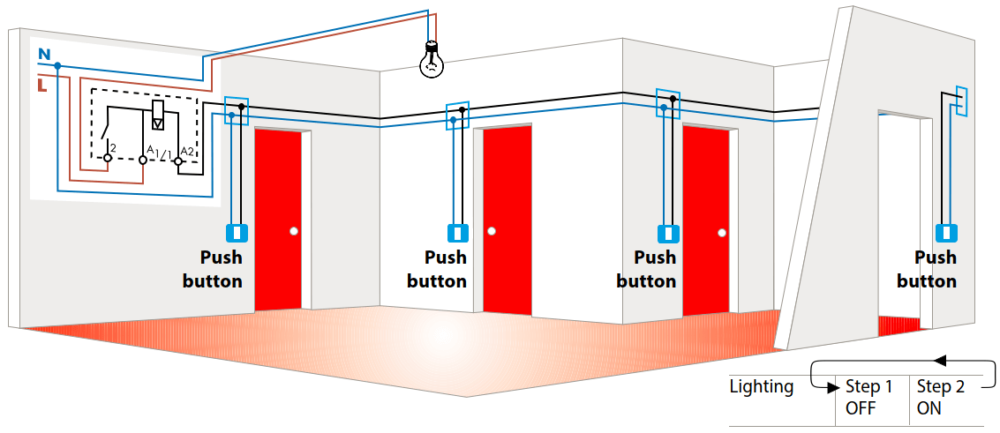 N
L
2
A1/1
A2
Push
button
Push
button
Push
button
Push
button
Lighting
Step 1
OFF
Step 2
ON